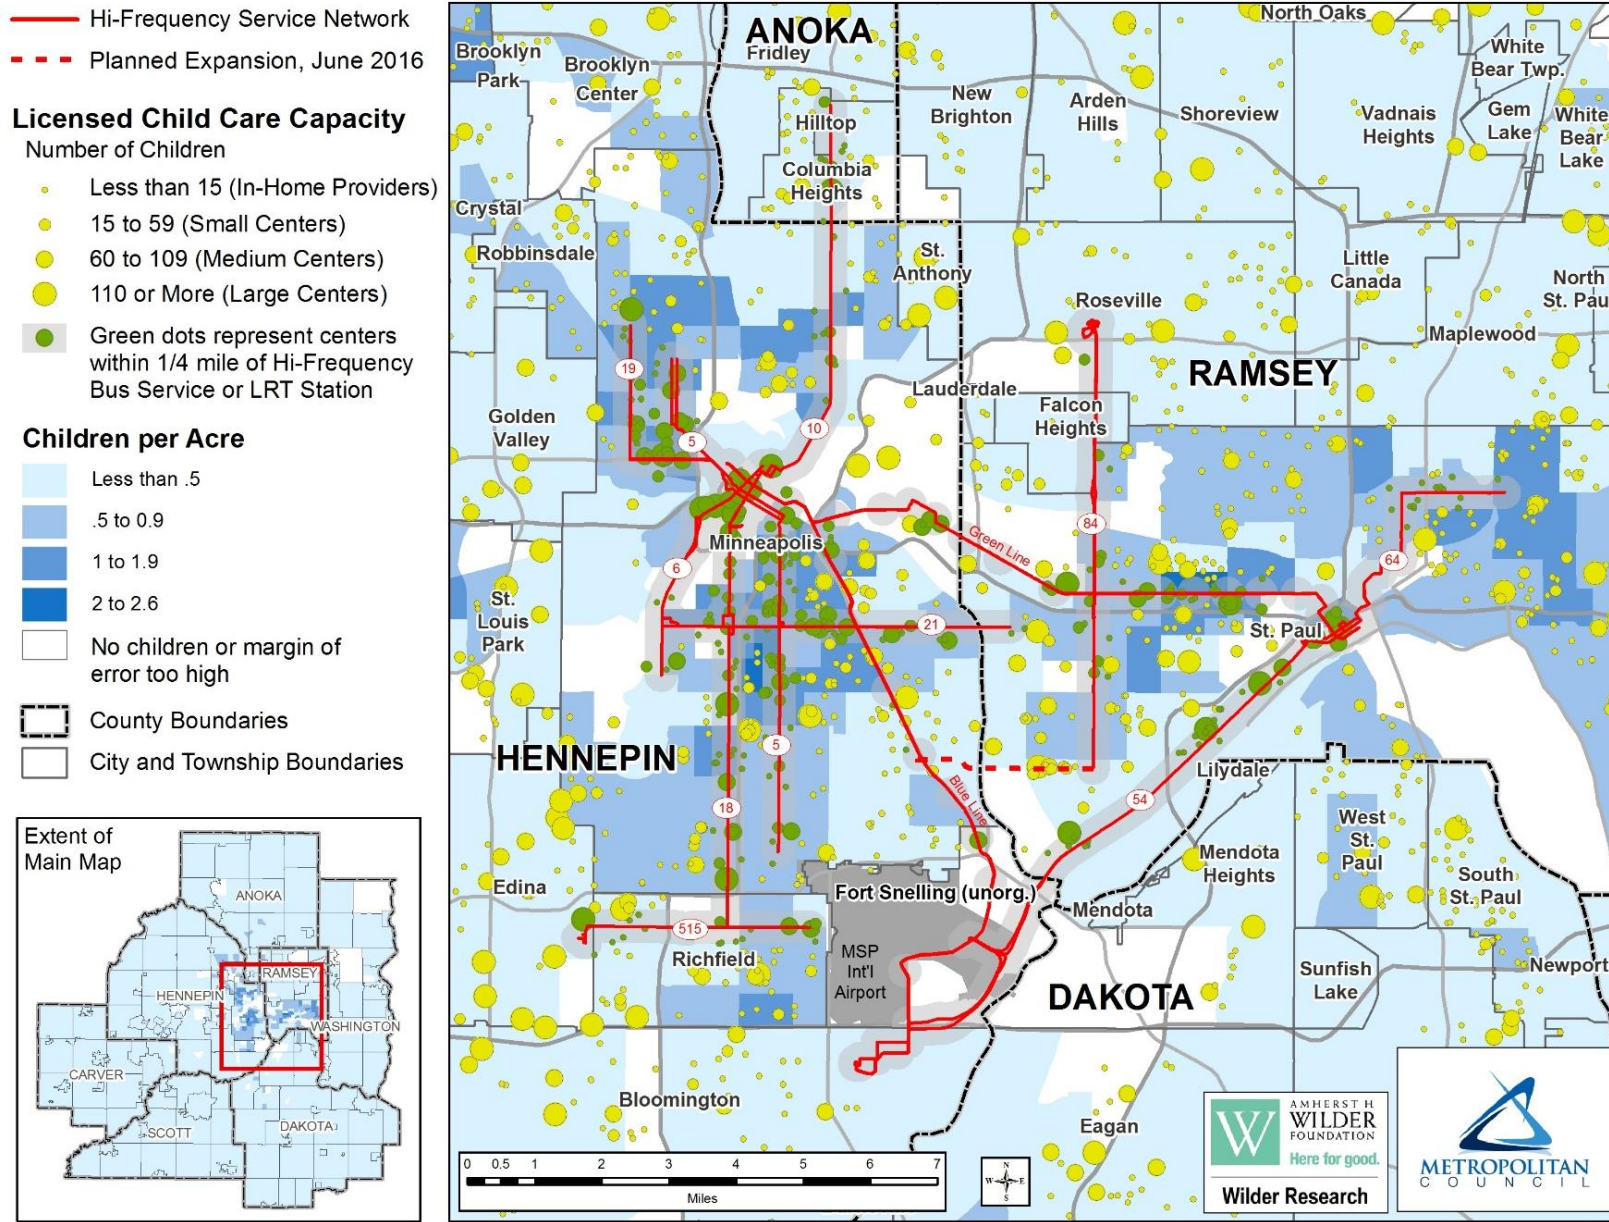 Hi-Frequency Service Network
Planned Expansion, June 2016
Licensed Child Care Capacity
Number of Children
Less than 15 (In-Home Providers)
15 to 59 (Small Centers)
60 to 109 (Medium Centers)
110 or More (Large Centers)
Green dots represent centers
within 1/4 mile of Hi-Frequency
Bus Service or LRT Station
Children per Acre
Less than .5
.5 to 0.9
1 to 1.9
2 to 2.6
No children or margin of
error too high
County Boundaries
City and Township Boundaries
Extent of
Main Map
ANOKA
HENNEPIN
RAMSEY
WASHINGTON
CARVER
SCOTT
DAKOTA
ANOKA
North Oaks
Fridley
Brooklyn
Park
Brooklyn
Center
White
Bear Twp.
New
Brighton
Arden
Hills
Shoreview
Vadnais
Heights
Gem
Lake
White
Bear
Lake
Hilltop
Columbia
Heights
Crystal
Robbinsdale
St.
Anthony
Little
Canada
North
St. Pau
Roseville
Maplewood
19
RAMSEY
Lauderdale
Falcon
Heights
Golden
Valley
5
10
84
Green Line
Minneapolis
6
64
St.
Louis
Park
21
St. Paul
HENNEPIN
5
18
Blue Line
Lilydale
54
West
St.
Paul
Mendota
Heights
South
St. Paul
Edina
Fort Snelling (unorg.)
Mendota
515
Richfield
MSP
Int'l
Airport
DAKOTA
Sunfish
Lake
Newport
Bloomington
Eagan
0 0.5 1 2 3 4 5 6 7
Miles
N
W E
S
AMHERST H.
WILDER
FOUNDATION
Here for good.
Wilder Research
METROPOLITAN
COUNCIL